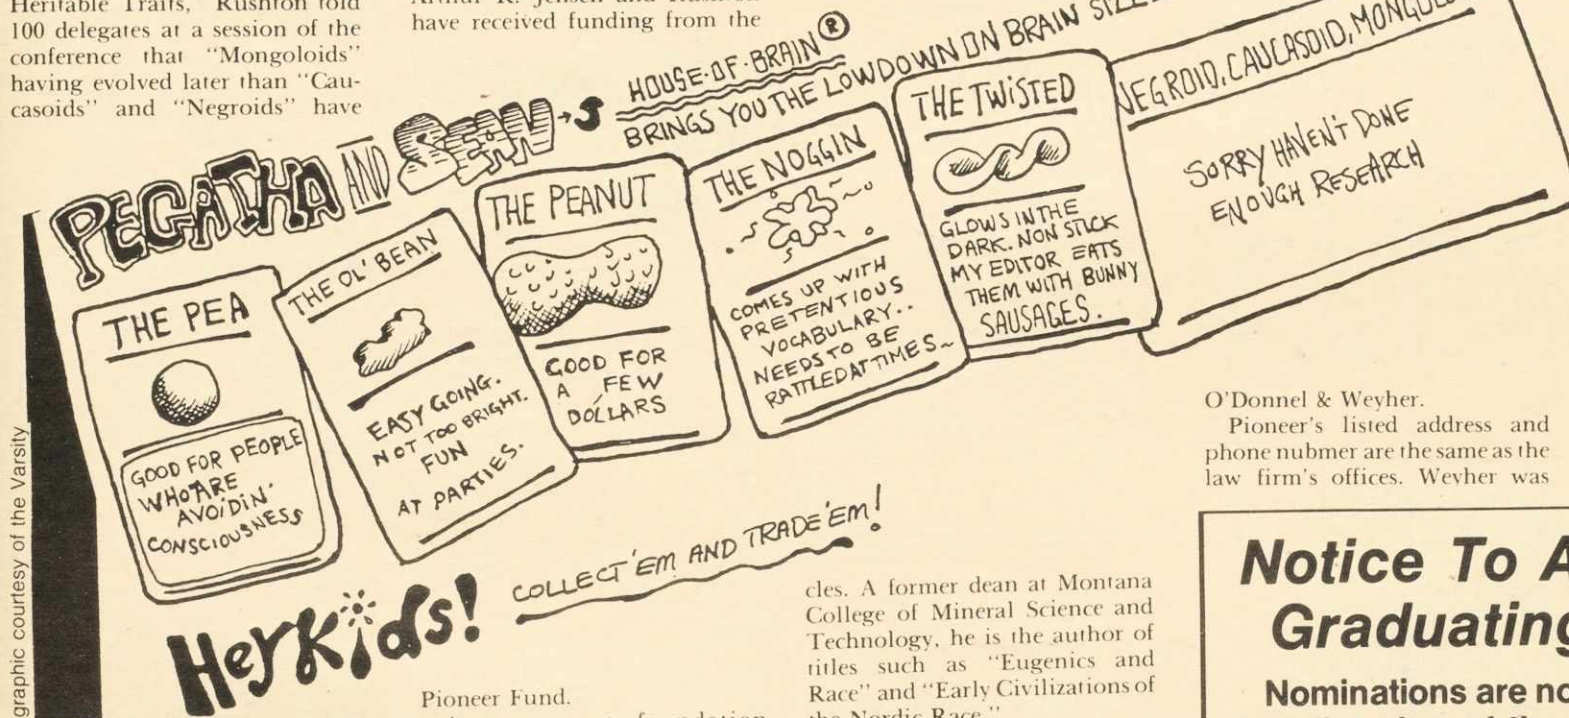 Heritable Traits," Rushton told
100 delegates at a session of the
conference that "Mongoloids"
having evolved later than "Cau-
casoids" and "Negroids" have
have received funding from the
PEGATHA AND SEAN'S
HOUSE-OF-BRAIN ®
BRINGS YOU THE LOWDOWN ON BRAIN
THE PEA
GOOD FOR PEOPLE
WHO ARE
AVOIDIN'
CONSCIOUSNESS
THE OL' BEAN
EASY GOING.
NOT TOO BRIGHT.
FUN
AT PARTIES.
THE PEANUT
GOOD FOR
A FEW
DOLLARS
THE NOGGIN
COMES UP WITH
PRETENTIOUS
VOCABULARY..
NEEDS TO BE
RATTLED AT TIMES~
THE TWISTED
GLOWS IN THE
DARK. NON STICK
MY EDITOR EATS
THEM WITH BUNNY
SAUSAGES.
NEGROID, CAUCASOID,
SORRY HAVEN'T DONE
ENOUGH RESEARCH
Hey Kids!
COLLECT 'EM AND TRADE 'EM!
graphic courtesy of the Varsity
Pioneer Fund.
cles. A former dean at Montana
College of Mineral Science and
Technology, he is the author of
titles such as "Eugenics and
Race" and "Early Civilizations of
the Nordic Race."
O'Donnel & Weyher.
Pioneer's listed address and
phone nubmer are the same as the
law firm's offices. Weyher was
Notice To
Graduating
Nominations are